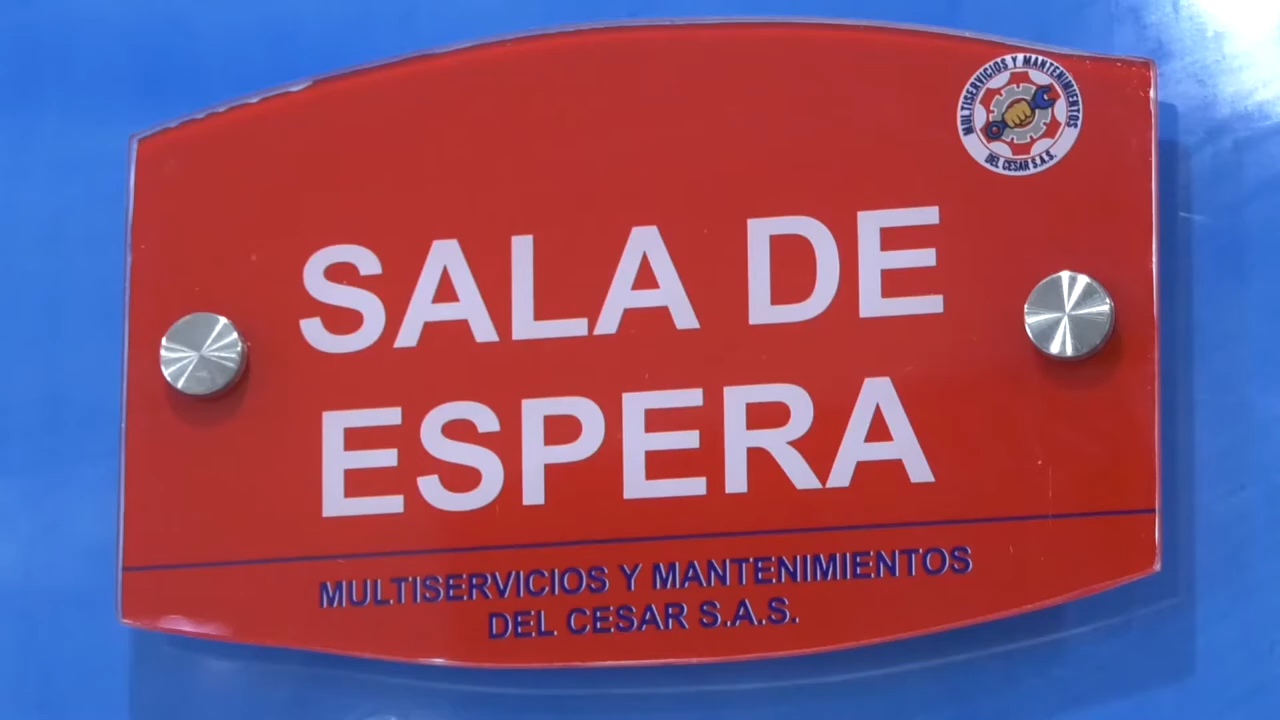 MULTISERVICIOS Y MANTENIMIENTOS
DEL CESAR S.A.S.
SALA DE
ESPERA
MULTISERVICIOS Y MANTENIMIENTOS
DEL CESAR S.A.S.